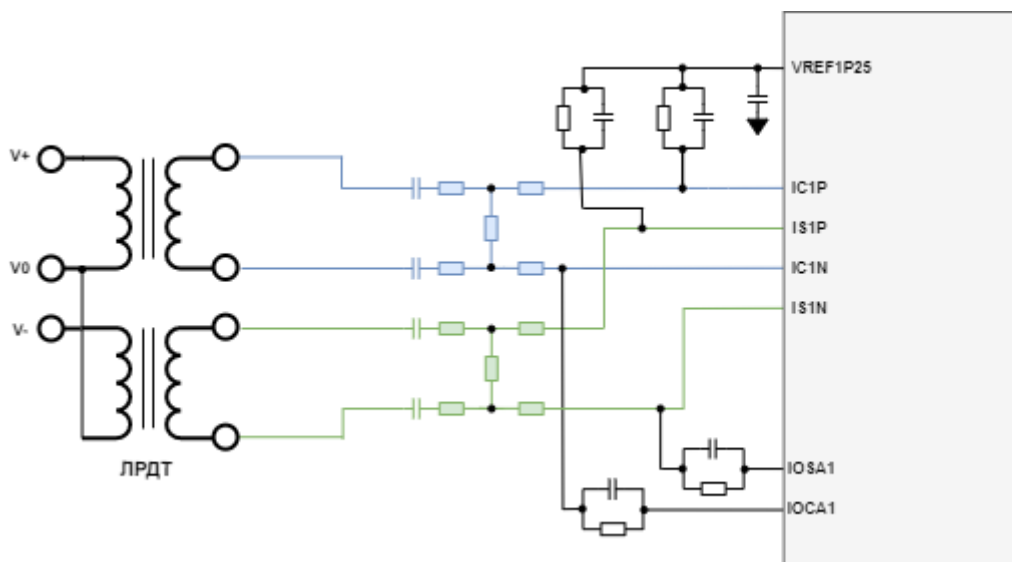 VREF1P25
V+
IC1P
IS1P
V0
IC1N
IS1N
V-
ЛРДТ
IOSA1
IOCA1